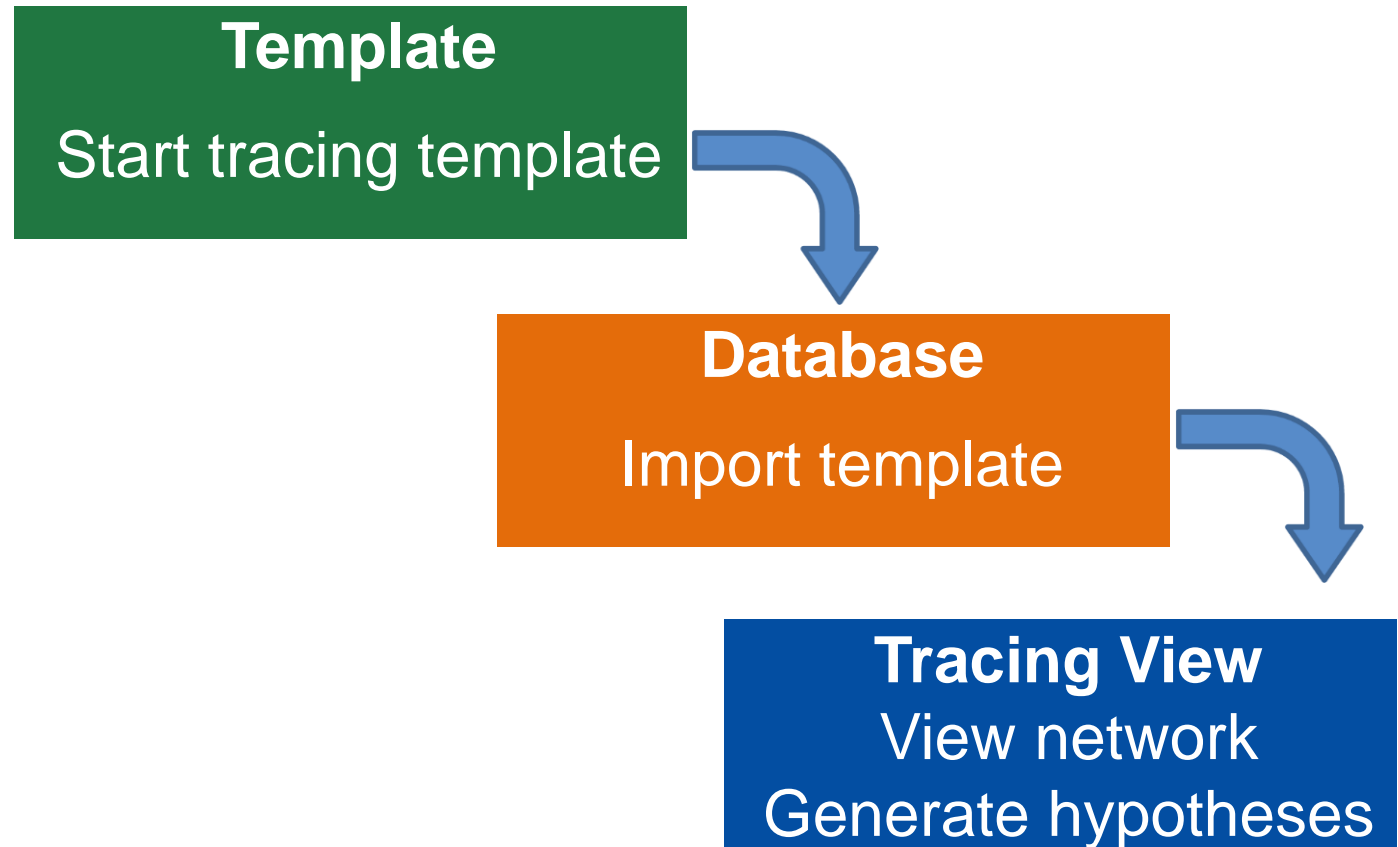 Template
Start tracing template
Database
Import template
Tracing View
View network
Generate hypotheses